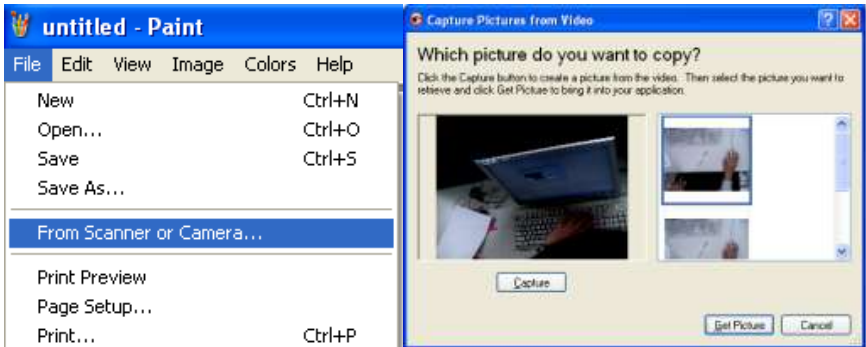 untitled - Paint
File Edit View Image Colors Help
New Ctrl+N
Open... Ctrl+O
Save Ctrl+S
Save As...
From Scanner or Camera...
Print Preview
Page Setup...
Print... Ctrl+P
Capture Pictures from Video
Which picture do you want to copy?
Click the Capture button to create a picture from the video. Then select the picture you want to
retrieve and click Get Picture to bring it into your application.
Capture
Get Picture Cancel